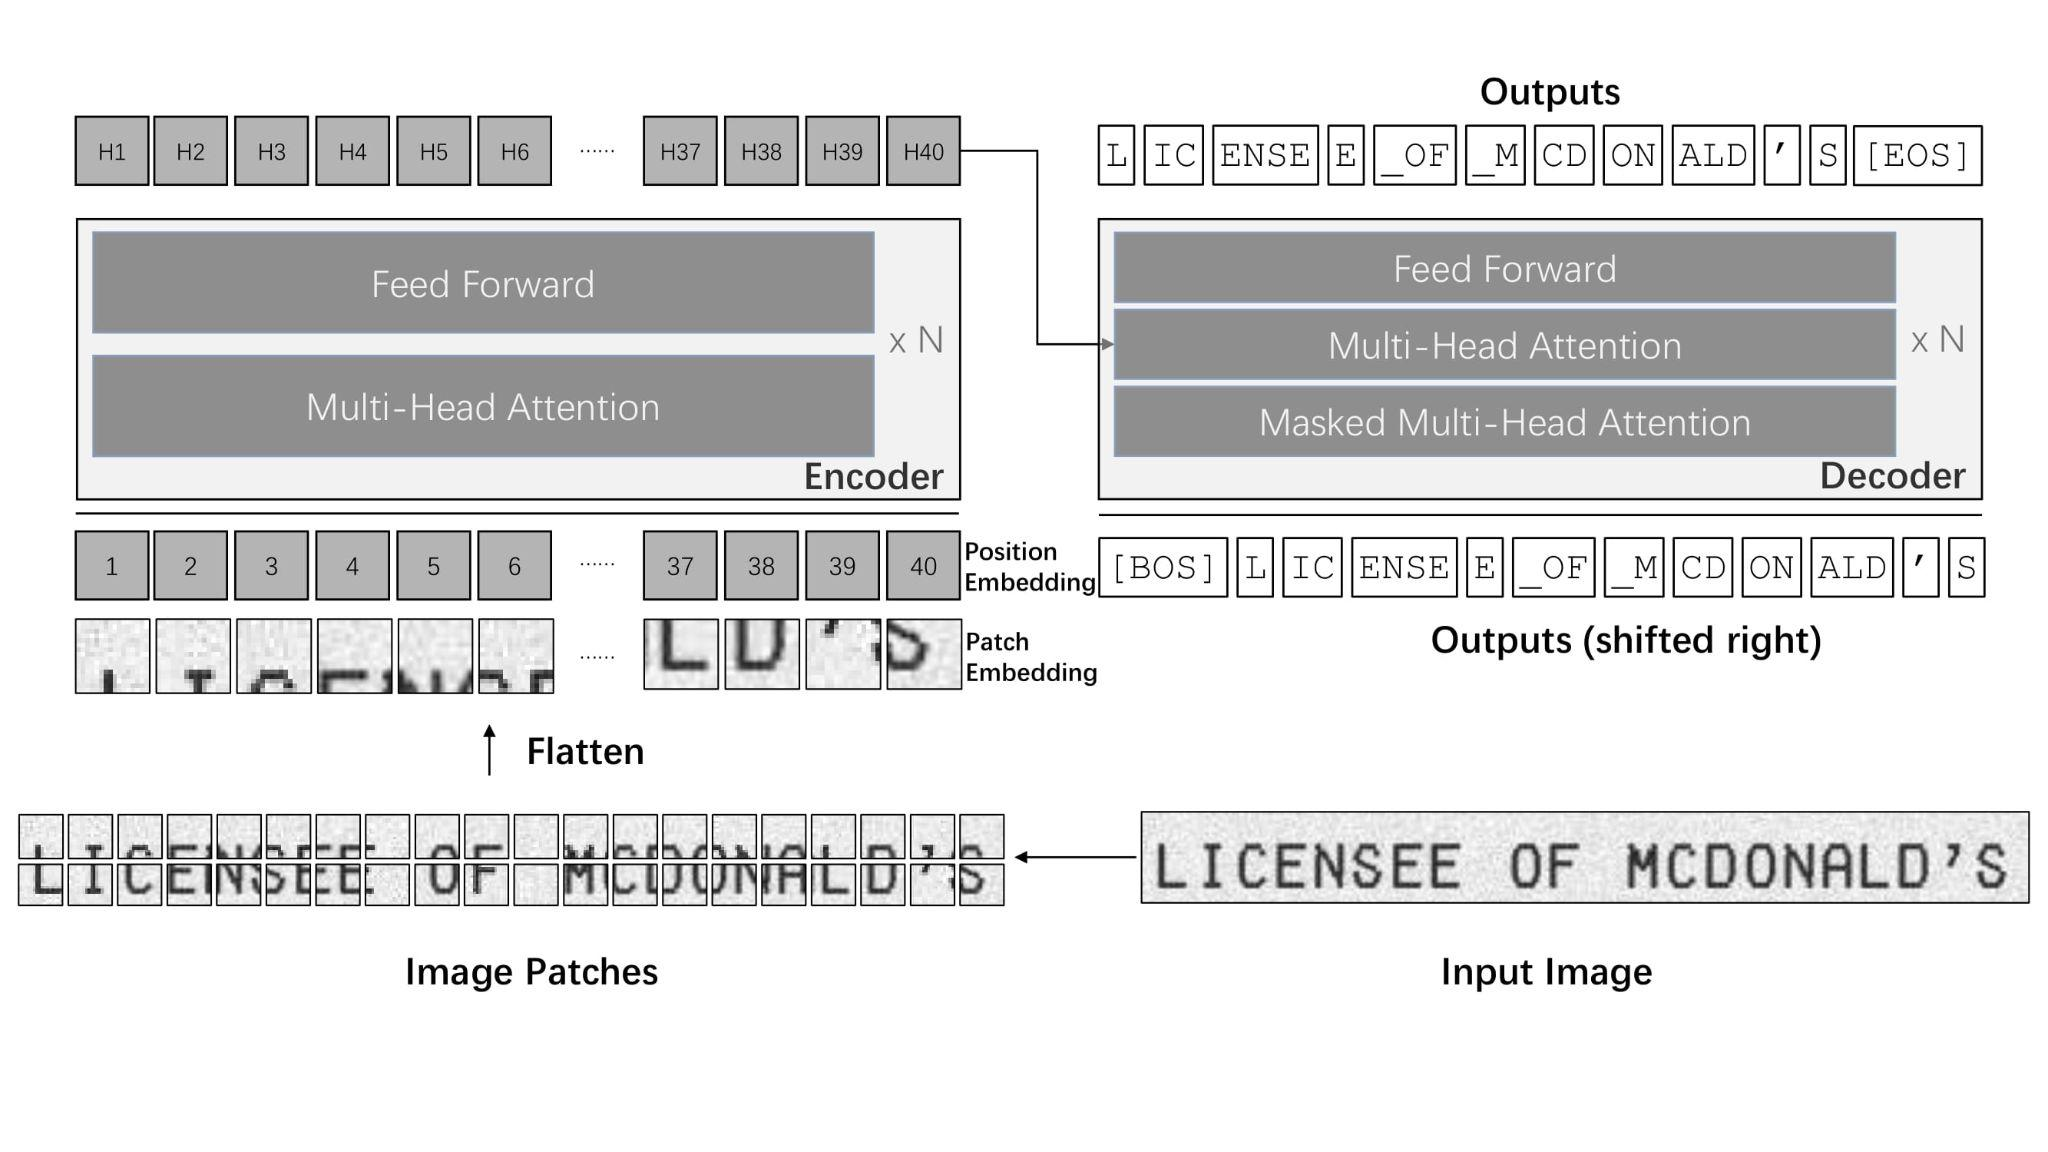 Outputs
H1 H2 H3 H4 H5 H6 ...... H37 H38 H39 H40
L IC ENSE E _OF _M CD ON ALD ’ S [EOS]
Feed Forward
Multi-Head Attention
x N
Encoder
Feed Forward
Multi-Head Attention
Masked Multi-Head Attention
x N
Decoder
1 2 3 4 5 6 ...... 37 38 39 40
Position
Embedding
[BOS] L IC ENSE E _OF _M CD ON ALD ’ S
Outputs (shifted right)
L I C E N S E ...... L D ’ S
Patch
Embedding
Flatten
LICENSEE OF MCDONALD’S
Image Patches
LICENSEE OF MCDONALD’S
Input Image